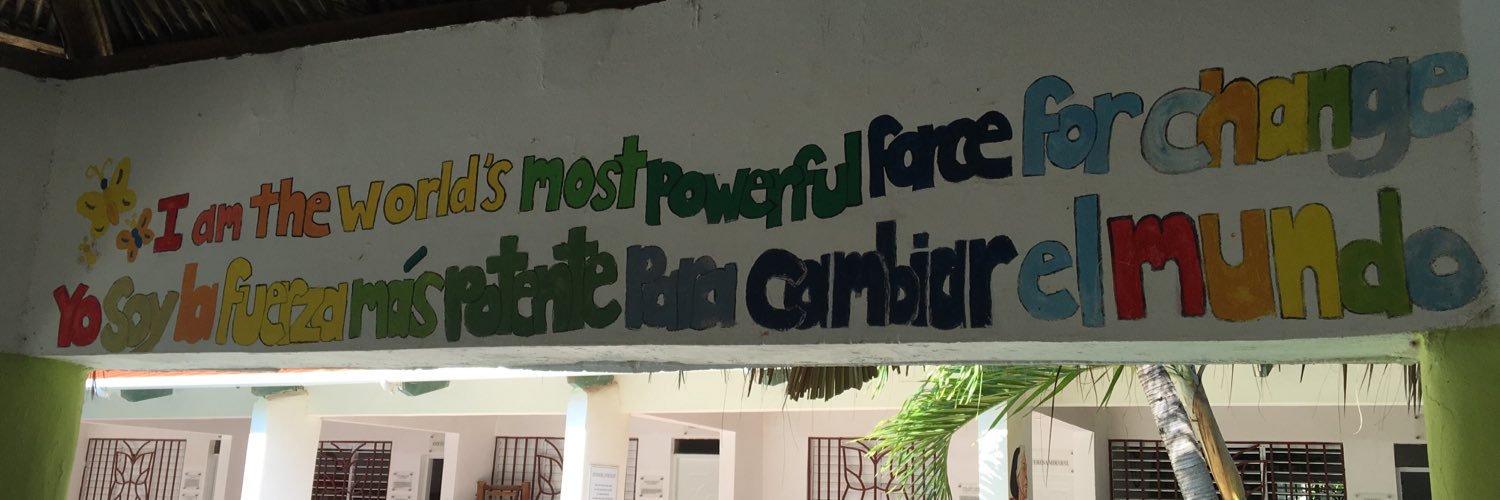 I am the world's most powerful force for change
Yo Soy la fuerza más potente Para Cambiar el mundo